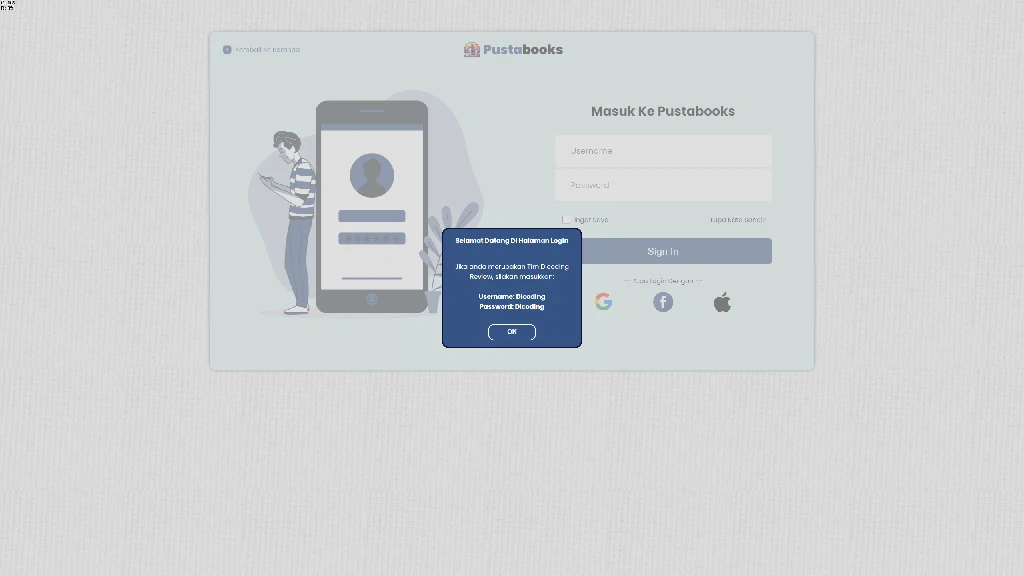 Kembali Ke Beranda
Pustabooks
Masuk Ke Pustabooks
Username
Password
Ingat Saya
Lupa Kata Sandi?
Sign In
Atau Login Dengan
Selamat Datang Di Halaman Login
Jika anda merupakan Tim Dicoding
Review, silakan masukkan:
Username: Dicoding
Password: Dicoding
OK